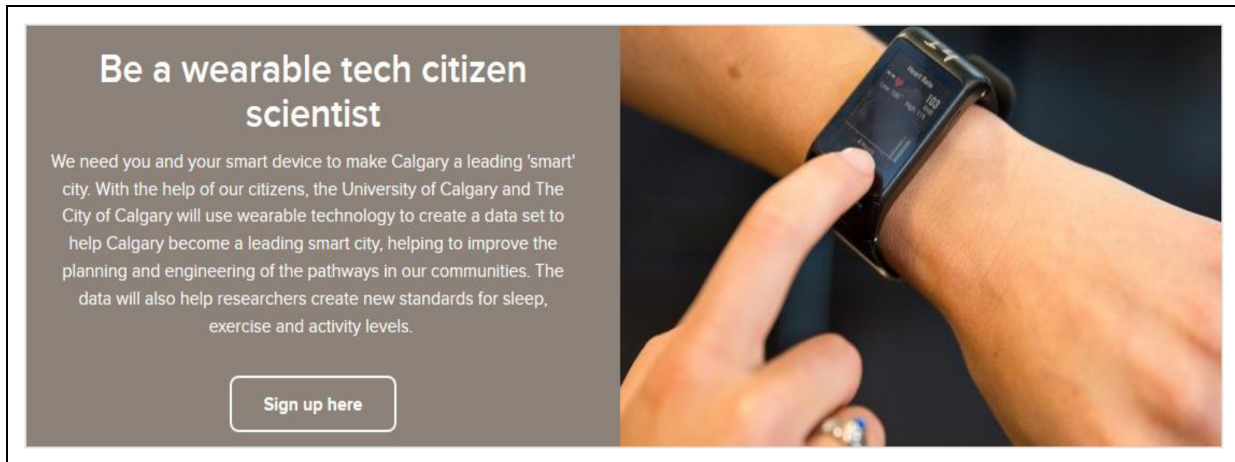 Be a wearable tech citizen
scientist
We need you and your smart device to make Calgary a leading 'smart'
city. With the help of our citizens, the University of Calgary and The
City of Calgary will use wearable technology to create a data set to
help Calgary become a leading smart city, helping to improve the
planning and engineering of the pathways in our communities. The
data will also help researchers create new standards for sleep,
exercise and activity levels.
Sign up here
Heart Rate
103